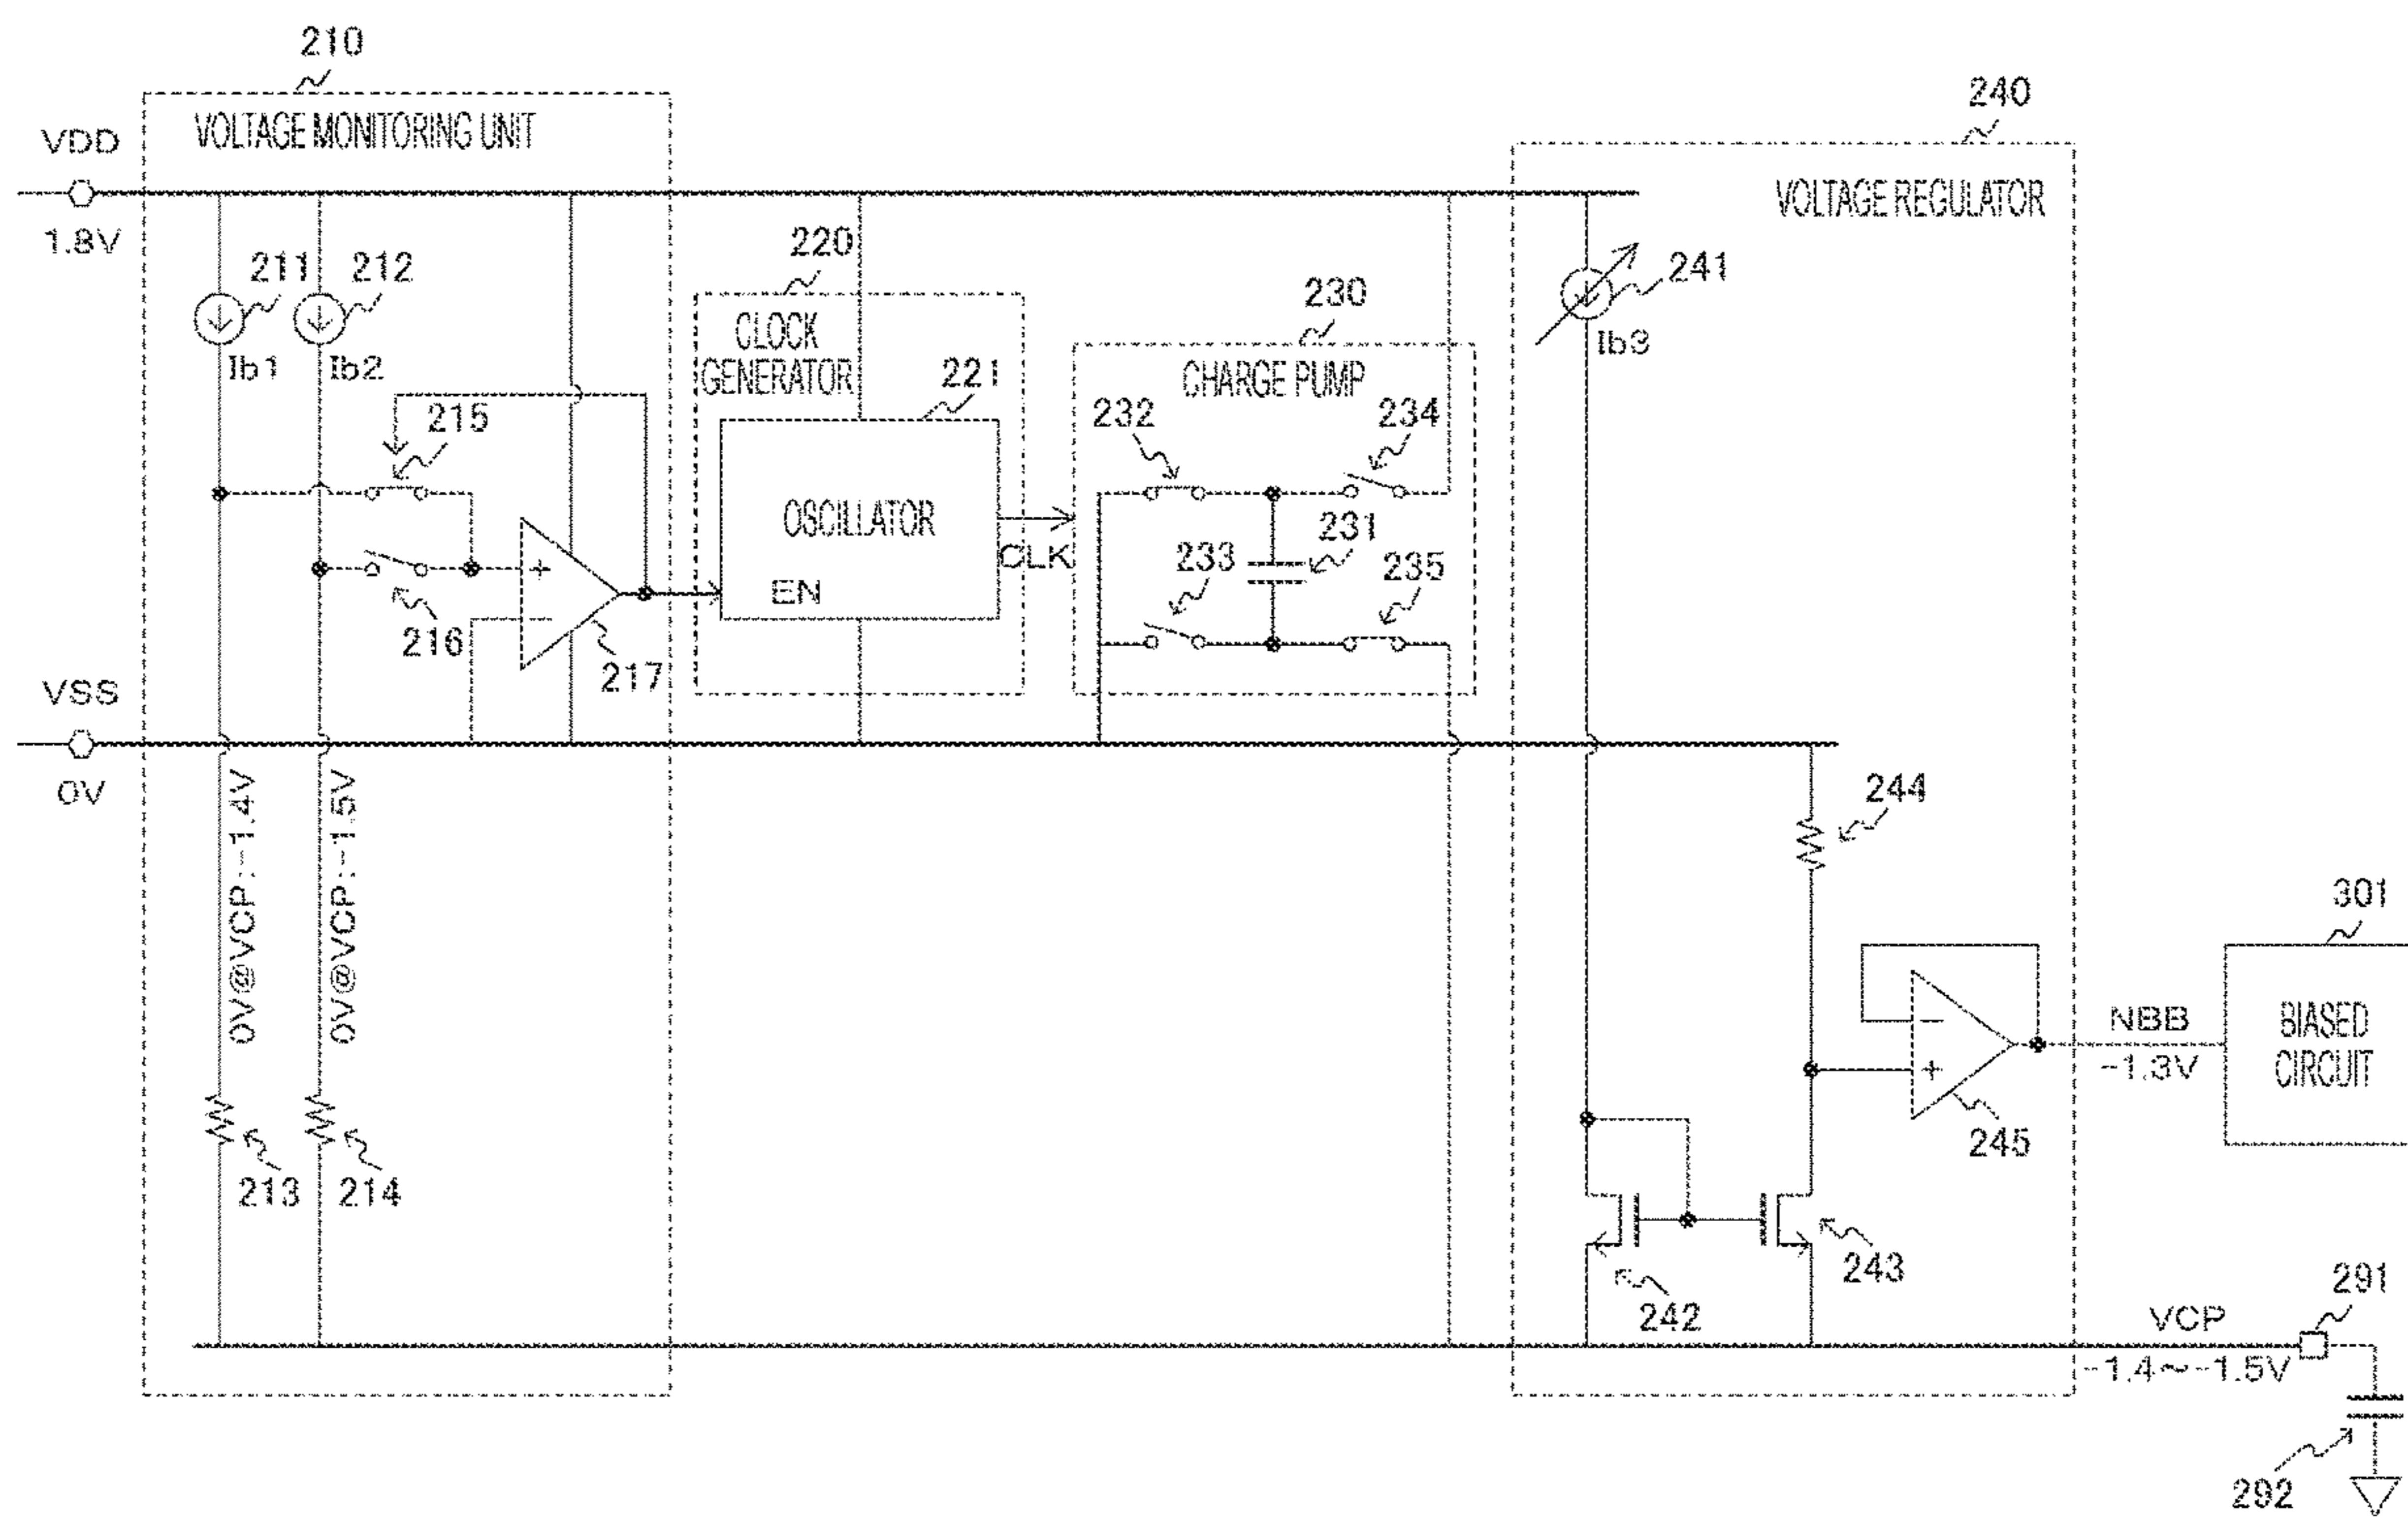 210
VOLTAGE MONITORING UNIT
VDD
1.8V
211
212
Ib1
Ib2
215
216
+
−
217
VSS
0V
0V@VCP:-1.4V
0V@VCP:-1.5V
213
214
220
CLOCK
GENERATOR
221
OSCILLATOR
EN
CLK
230
CHARGE PUMP
232
234
231
233
235
240
VOLTAGE REGULATOR
241
Ib3
244
−
+
245
242
243
NBB
-1.3V
301
BIASED
CIRCUIT
VCP
-1.4～-1.5V
291
292